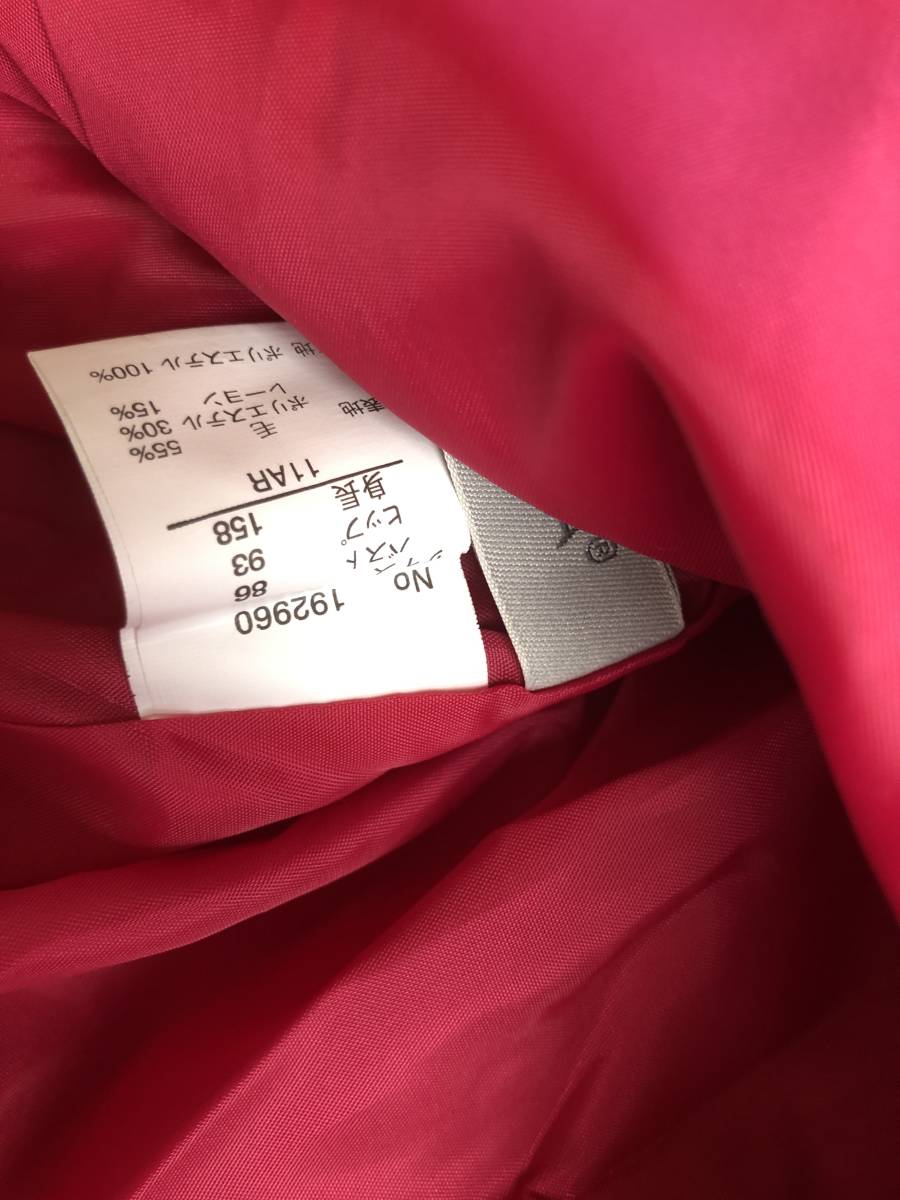 No 192960
バスト 86
ヒップ 93
身長 158
11AR
表地 毛 55%
ポリエステル 30%
レーヨン 15%
地 ポリエステル 100%
®